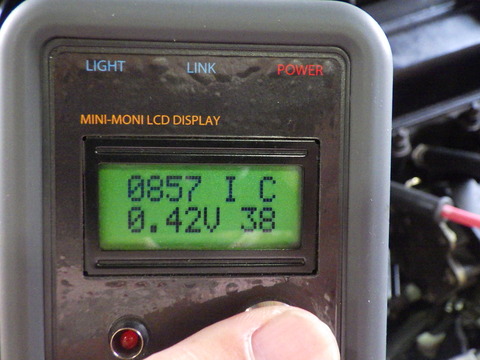 LIGHT LINK POWER
MINI-MONI LCD DISPLAY
0857 I C
0.42V 38